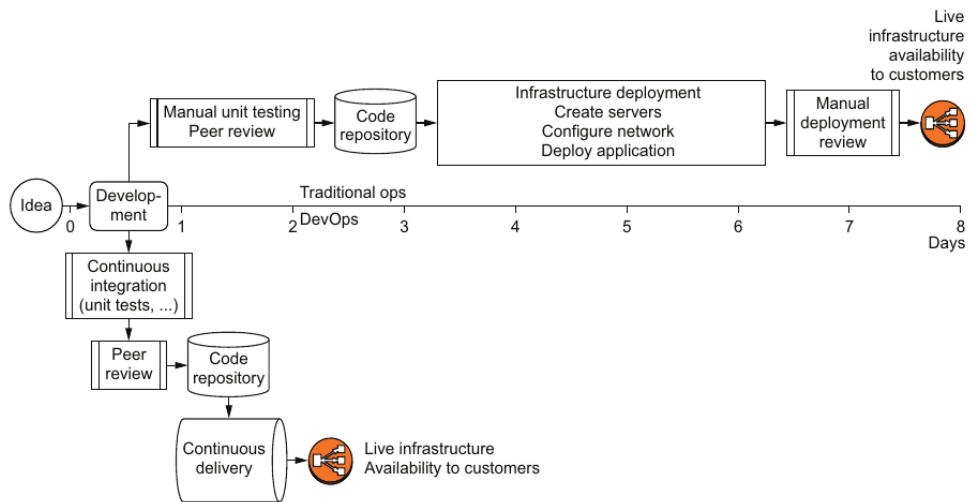 Live
infrastructure
availability
to customers
Manual unit testing
Peer review
Code
repository
Infrastructure deployment
Create servers
Configure network
Deploy application
Manual
deployment
review
Idea
Develop-
ment
Traditional ops
DevOps
0 1 2 3 4 5 6 7 8
Days
Continuous
integration
(unit tests, ...)
Peer
review
Code
repository
Continuous
delivery
Live infrastructure
Availability to customers